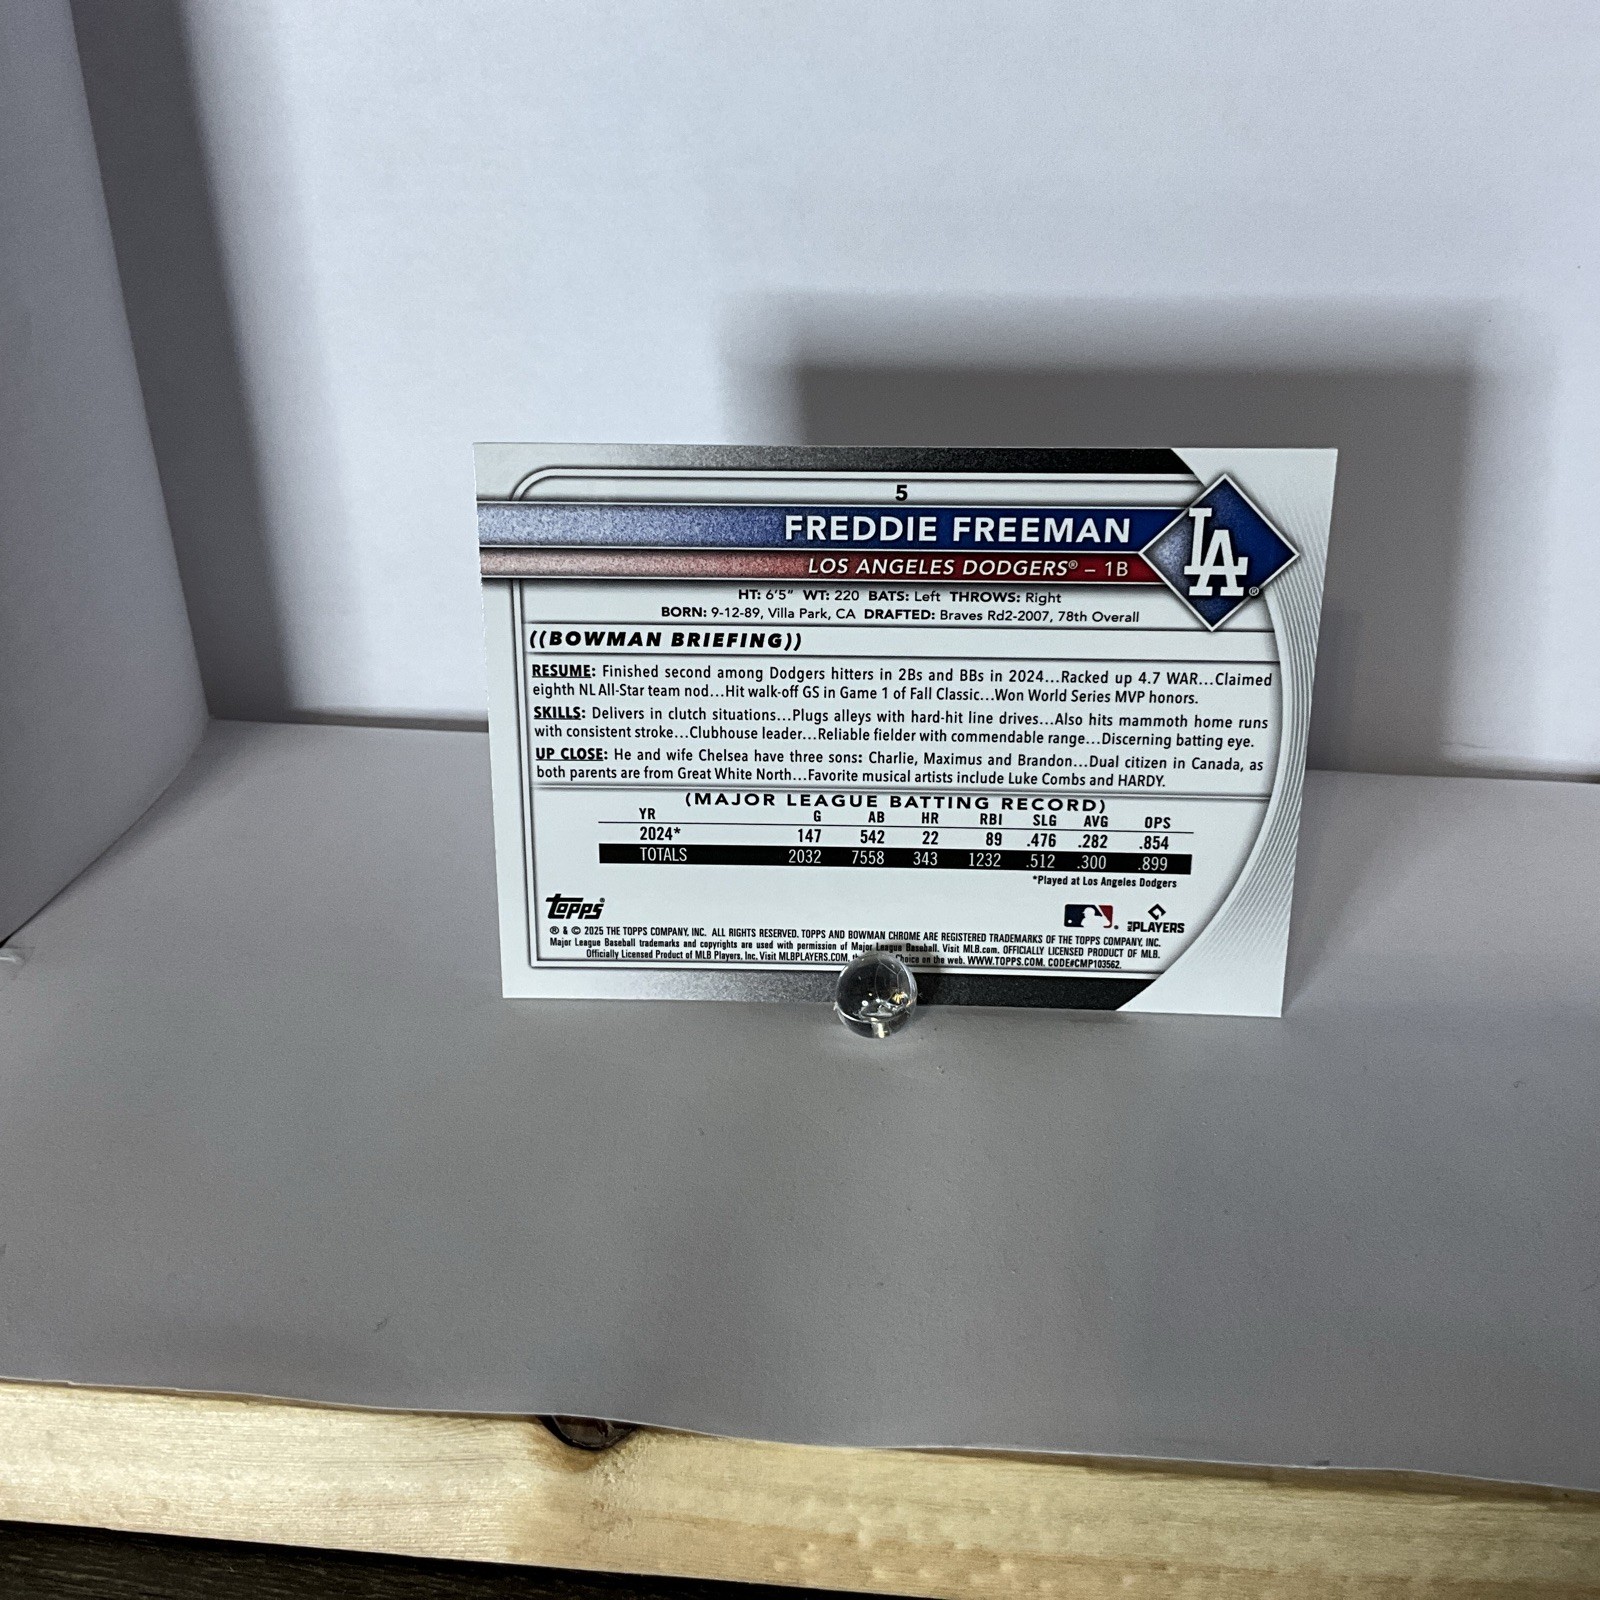 5
FREDDIE FREEMAN
LOS ANGELES DODGERS® – 1B
LA ®
HT: 6'5" WT: 220 BATS: Left THROWS: Right
BORN: 9-12-89, Villa Park, CA DRAFTED: Braves Rd2-2007, 78th Overall
((BOWMAN BRIEFING))
RESUME: Finished second among Dodgers hitters in 2Bs and BBs in 2024...Racked up 4.7 WAR...Claimed
eighth NL All-Star team nod...Hit walk-off GS in Game 1 of Fall Classic...Won World Series MVP honors.
SKILLS: Delivers in clutch situations...Plugs alleys with hard-hit line drives...Also hits mammoth home runs
with consistent stroke...Clubhouse leader...Reliable fielder with commendable range...Discerning batting eye.
UP CLOSE: He and wife Chelsea have three sons: Charlie, Maximus and Brandon...Dual citizen in Canada, as
both parents are from Great White North...Favorite musical artists include Luke Combs and HARDY.
(MAJOR LEAGUE BATTING RECORD)
YR G AB HR RBI SLG AVG OPS
2024* 147 542 22 89 .476 .282 .854
TOTALS 2032 7558 343 1232 .512 .300 .899
*Played at Los Angeles Dodgers
topps®
MLB PLAYERS
® & © 2025 THE TOPPS COMPANY, INC. ALL RIGHTS RESERVED. TOPPS AND BOWMAN CHROME ARE REGISTERED TRADEMARKS OF THE TOPPS COMPANY, INC.
Major League Baseball trademarks and copyrights are used with permission of Major League Baseball. Visit MLB.com. OFFICIALLY LICENSED PRODUCT OF MLB.
Officially Licensed Product of MLB Players, Inc. Visit MLBPLAYERS.COM, Choice on the web. WWW.TOPPS.COM. CODE#CMP103562.